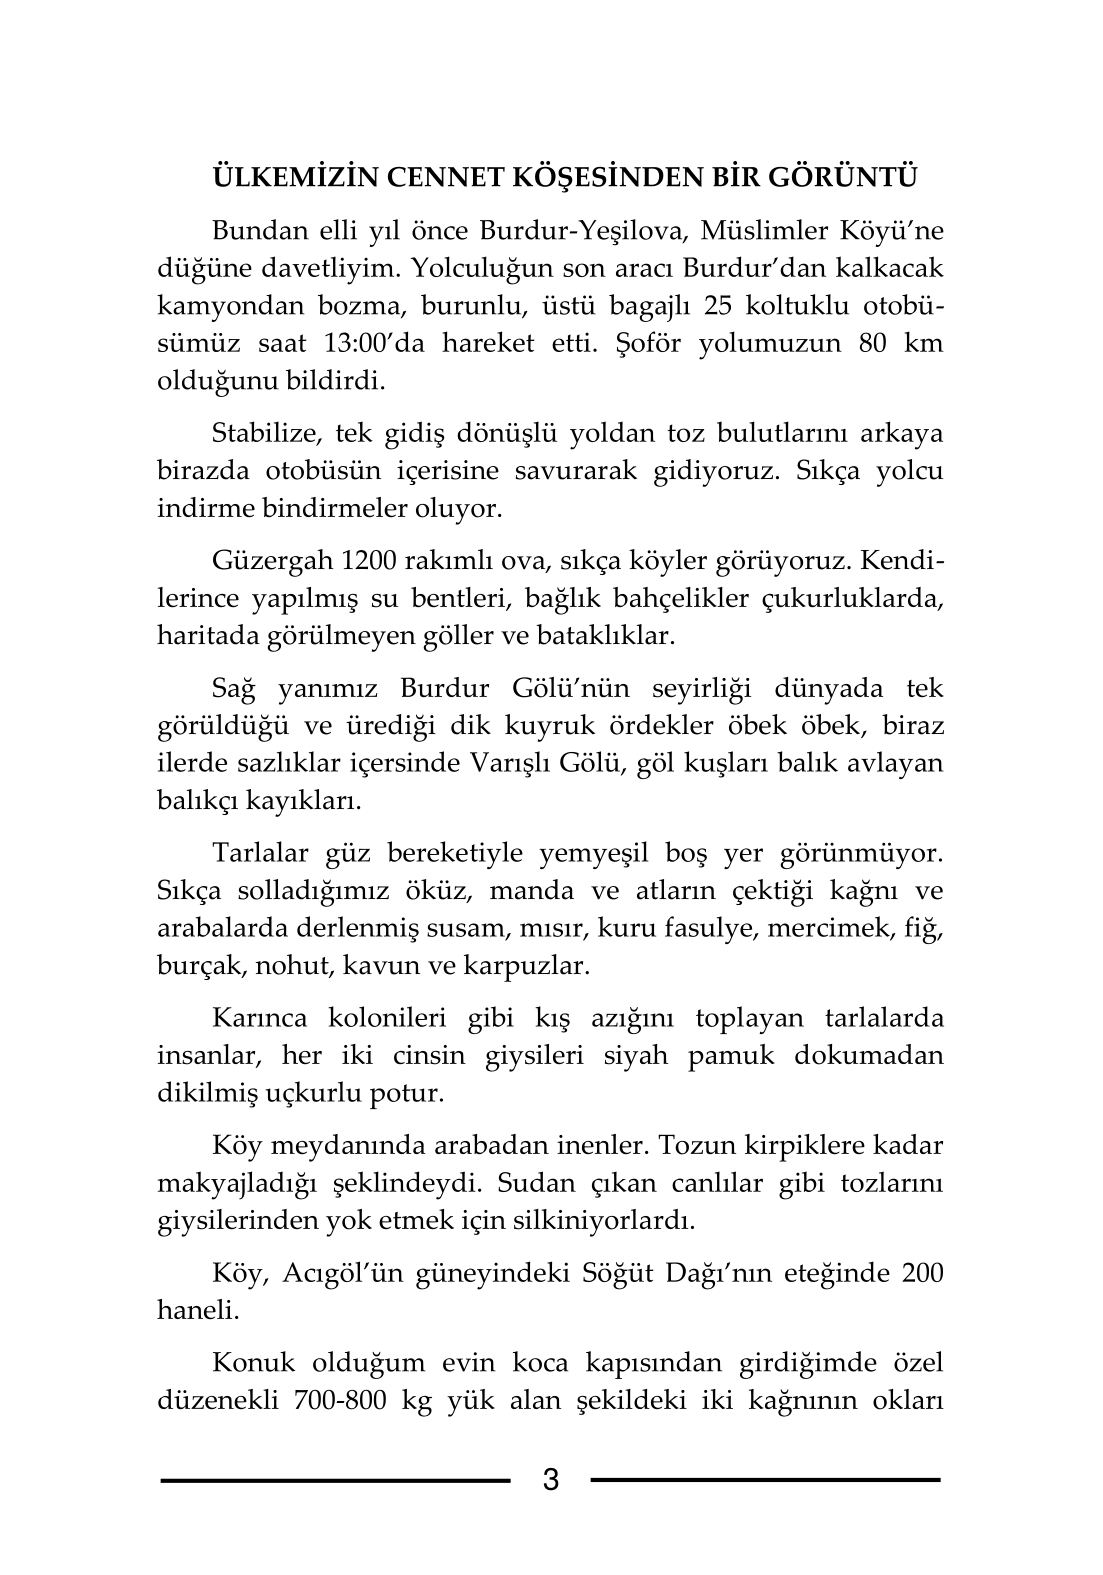 ÜLKEMİZİN CENNET KÖŞESİNDEN BİR GÖRÜNTÜ
Bundan elli yıl önce Burdur-Yeşilova, Müslimler Köyü’ne
düğüne davetliyim. Yolculuğun son aracı Burdur’dan kalkacak
kamyondan bozma, burunlu, üstü bagajlı 25 koltuklu otobü-
sümüz saat 13:00’da hareket etti. Şoför yolumuzun 80 km
olduğunu bildirdi.
Stabilize, tek gidiş dönüşlü yoldan toz bulutlarını arkaya
birazda otobüsün içerisine savurarak gidiyoruz. Sıkça yolcu
indirme bindirmeler oluyor.
Güzergah 1200 rakımlı ova, sıkça köyler görüyoruz. Kendi-
lerince yapılmış su bentleri, bağlık bahçelikler çukurluklarda,
haritada görülmeyen göller ve bataklıklar.
Sağ yanımız Burdur Gölü’nün seyirliği dünyada tek
görüldüğü ve ürediği dik kuyruk ördekler öbek öbek, biraz
ilerde sazlıklar içersinde Varışlı Gölü, göl kuşları balık avlayan
balıkçı kayıkları.
Tarlalar güz bereketiyle yemyeşil boş yer görünmüyor.
Sıkça solladığımız öküz, manda ve atların çektiği kağnı ve
arabalarda derlenmiş susam, mısır, kuru fasulye, mercimek, fiğ,
burçak, nohut, kavun ve karpuzlar.
Karınca kolonileri gibi kış azığını toplayan tarlalarda
insanlar, her iki cinsin giysileri siyah pamuk dokumadan
dikilmiş uçkurlu potur.
Köy meydanında arabadan inenler. Tozun kirpiklere kadar
makyajladığı şeklindeydi. Sudan çıkan canlılar gibi tozlarını
giysilerinden yok etmek için silkiniyorlardı.
Köy, Acıgöl’ün güneyindeki Söğüt Dağı’nın eteğinde 200
haneli.
Konuk olduğum evin koca kapısından girdiğimde özel
düzenekli 700-800 kg yük alan şekildeki iki kağnının okları
3